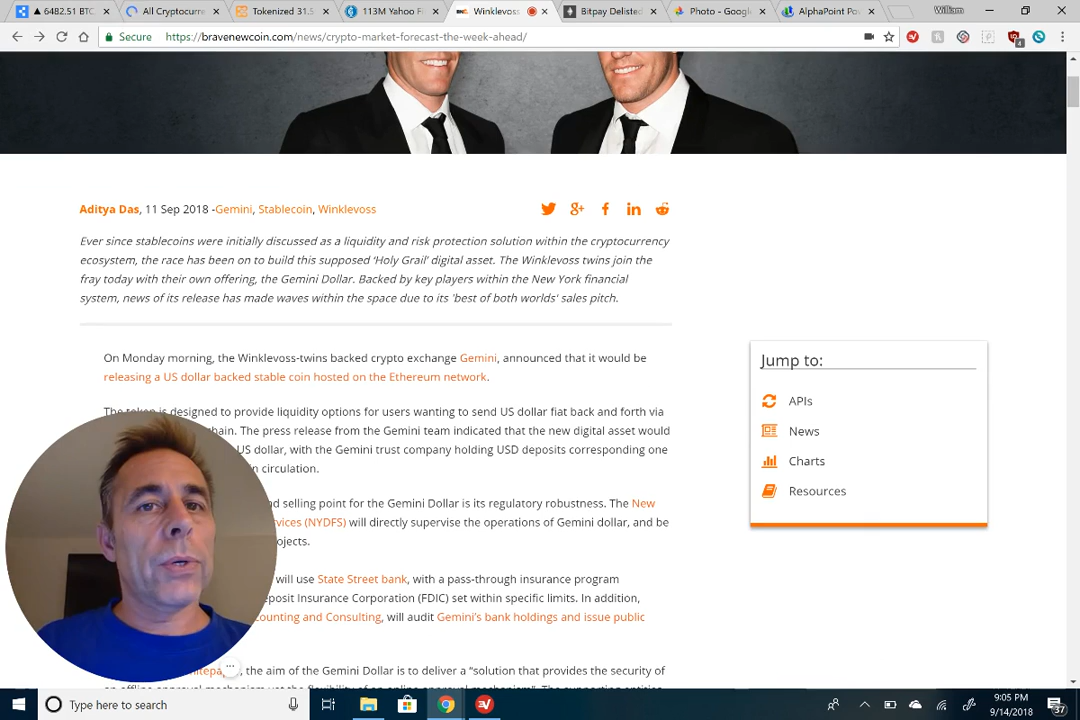 ▲ 6482.51 BTC
All Cryptocurre
Tokenized 31.5
113M Yahoo Fi
Winklevoss
Bitpay Delisted
Photo - Google
AlphaPoint Po
William
Secure
https://bravenewcoin.com/news/crypto-market-forecast-the-week-ahead/
Aditya Das, 11 Sep 2018 -Gemini, Stablecoin, Winklevoss
Ever since stablecoins were initially discussed as a liquidity and risk protection solution within the cryptocurrency
ecosystem, the race has been on to build this supposed 'Holy Grail' digital asset. The Winklevoss twins join the
fray today with their own offering, the Gemini Dollar. Backed by key players within the New York financial
system, news of its release has made waves within the space due to its 'best of both worlds' sales pitch.
On Monday morning, the Winklevoss-twins backed crypto exchange Gemini, announced that it would be
releasing a US dollar backed stable coin hosted on the Ethereum network.
The token is designed to provide liquidity options for users wanting to send US dollar fiat back and forth via
hain. The press release from the Gemini team indicated that the new digital asset would
US dollar, with the Gemini trust company holding USD deposits corresponding one
n circulation.
nd selling point for the Gemini Dollar is its regulatory robustness. The New
rvices (NYDFS) will directly supervise the operations of Gemini dollar, and be
ojects.
will use State Street bank, with a pass-through insurance program
eposit Insurance Corporation (FDIC) set within specific limits. In addition,
counting and Consulting, will audit Gemini's bank holdings and issue public
, the aim of the Gemini Dollar is to deliver a "solution that provides the security of
Jump to:
APIs
News
Charts
Resources
Type here to search
9:05 PM
9/14/2018
37